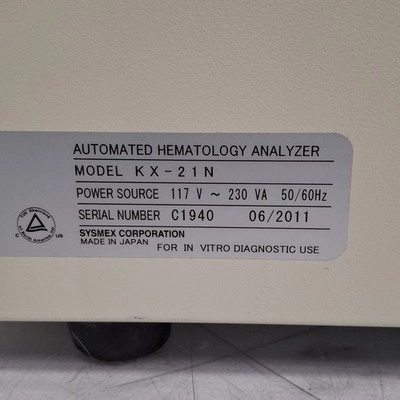 AUTOMATED HEMATOLOGY ANALYZER
MODEL KX-21N
POWER SOURCE 117 V ~ 230 VA 50/60Hz
SERIAL NUMBER C1940 06/2011
SYSMEX CORPORATION
MADE IN JAPAN FOR IN VITRO DIAGNOSTIC USE
US